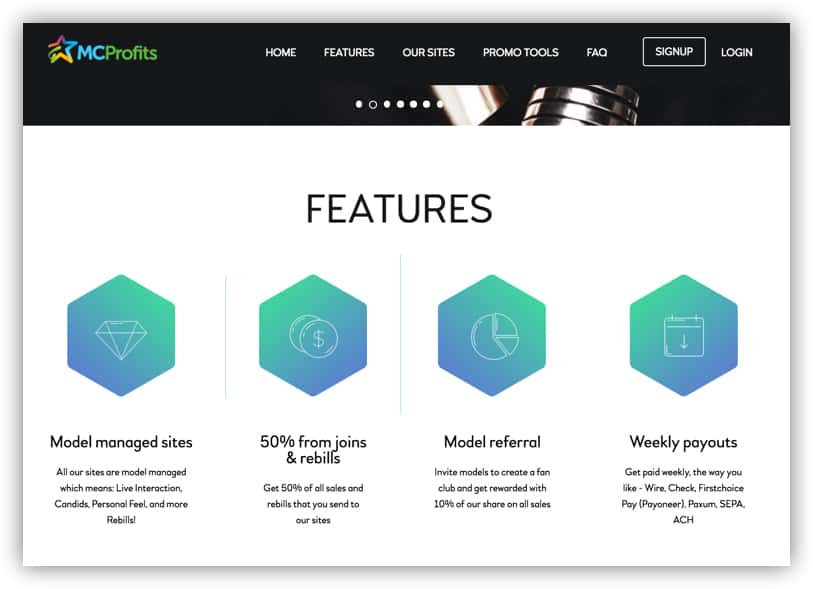 MCProfits
HOME FEATURES OUR SITES PROMO TOOLS FAQ SIGNUP LOGIN
FEATURES
$
Model managed sites
All our sites are model managed
which means: Live Interaction,
Candids, Personal Feel, and more
Rebills!
50% from joins
& rebills
Get 50% of all sales and
rebills that you send to
our sites
Model referral
Invite models to create a fan
club and get rewarded with
10% of our share on all sales
Weekly payouts
Get paid weekly, the way you
like - Wire, Check, Firstchoice
Pay (Payoneer), Paxum, SEPA,
ACH